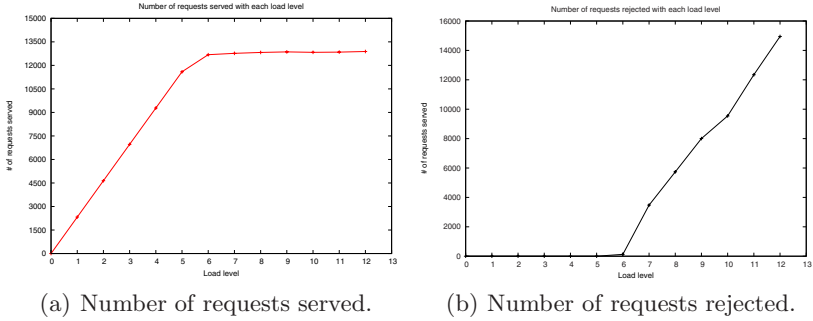 Number of requests served with each load level
15000
13500
12000
10500
9000
7500
6000
4500
3000
1500
0
# of requests served
0 1 2 3 4 5 6 7 8 9 10 11 12 13
Load level
(a) Number of requests served.
Number of requests rejected with each load level
16000
14000
12000
10000
8000
6000
4000
2000
0
# of requests served
0 1 2 3 4 5 6 7 8 9 10 11 12 13
Load level
(b) Number of requests rejected.